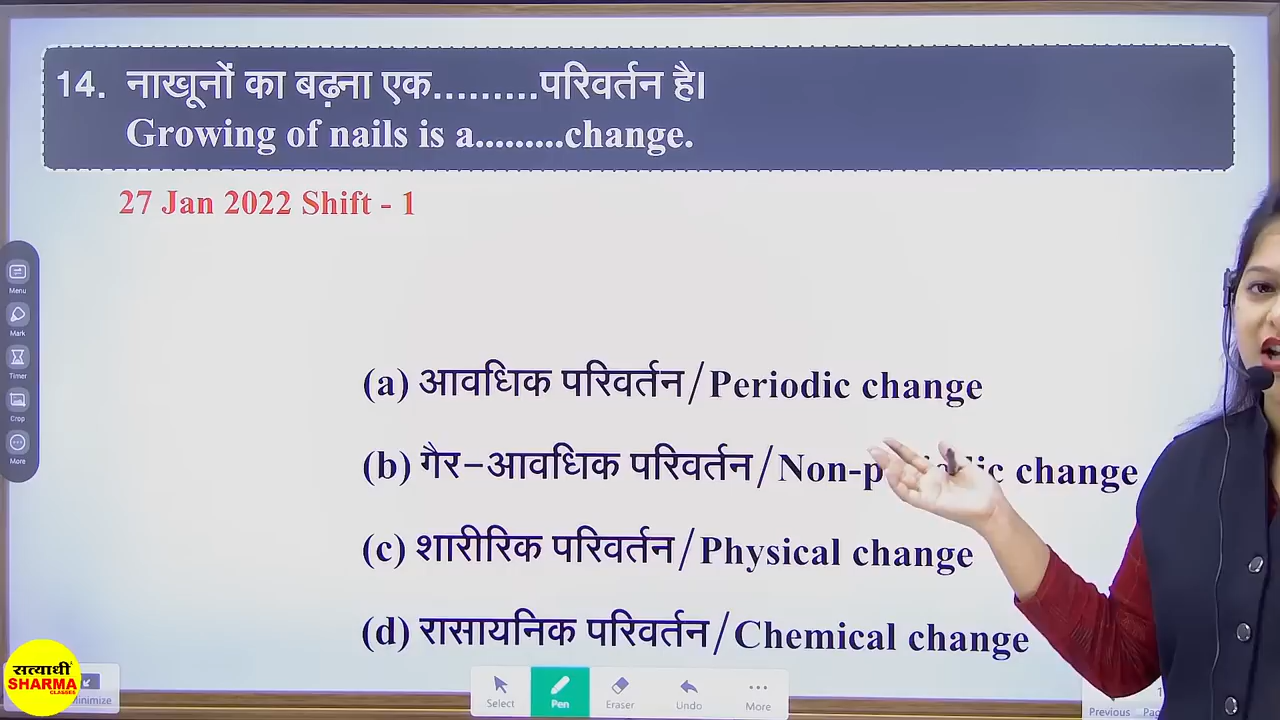 14. नाखूनों का बढ़ना एक.........परिवर्तन है।
Growing of nails is a.........change.
27 Jan 2022 Shift - 1
(a) आवधिक परिवर्तन/Periodic change
(b) गैर-आवधिक परिवर्तन/ change
(c) शारीरिक परिवर्तन/Physical change
(d) रासायनिक परिवर्तन/Chemical change
Menu
Mark
Timer
Crop
More
सत्यार्थी
SHARMA
CLASSES
Select
Pen
Eraser
Undo
More
Previous